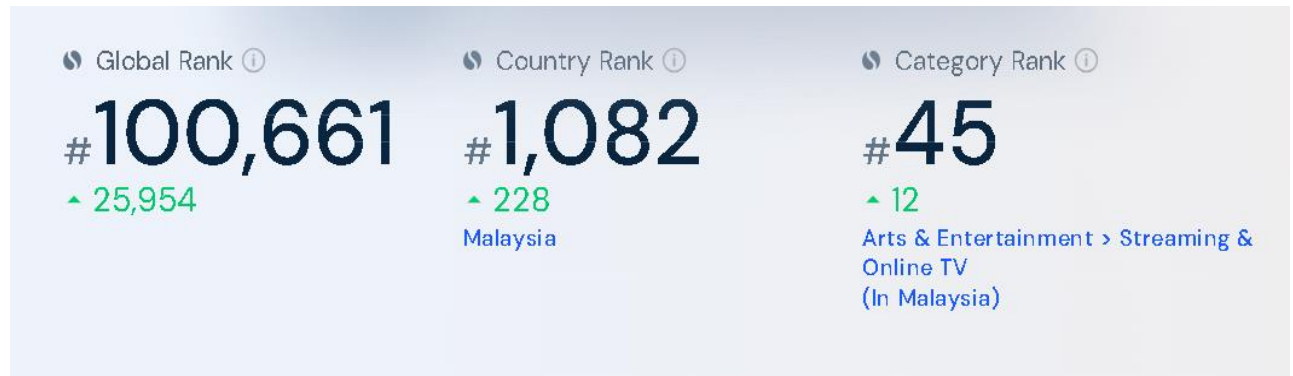 Global Rank
#100,661
25,954
Country Rank
#1,082
228
Malaysia
Category Rank
#45
12
Arts & Entertainment > Streaming &
Online TV
(In Malaysia)